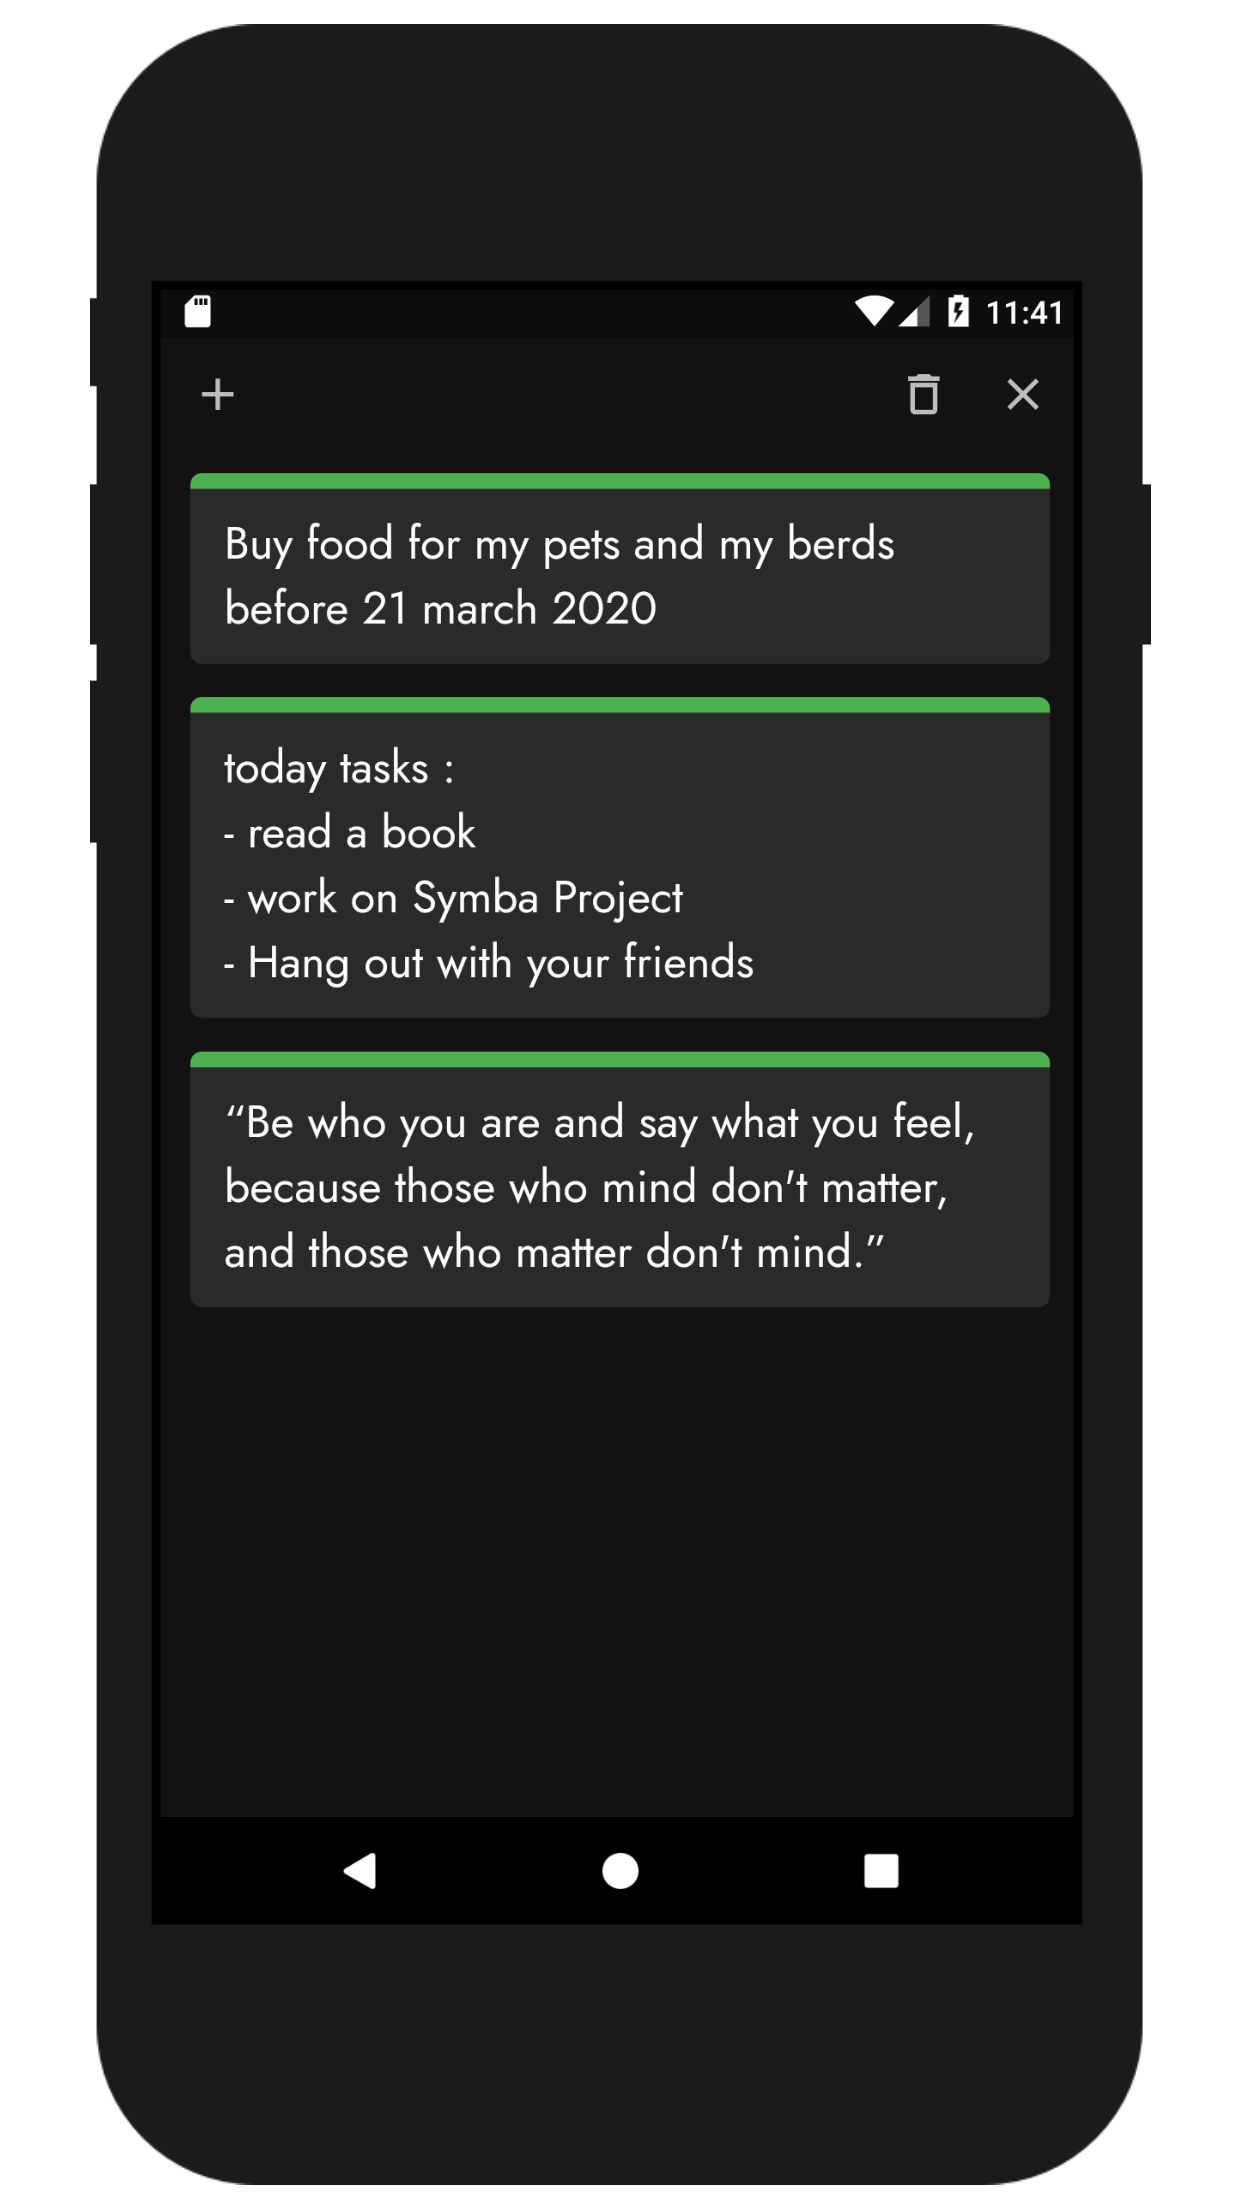 11:41
Buy food for my pets and my berds
before 21 march 2020
today tasks :
- read a book
- work on Symba Project
- Hang out with your friends
“Be who you are and say what you feel,
because those who mind don't matter,
and those who matter don't mind.”